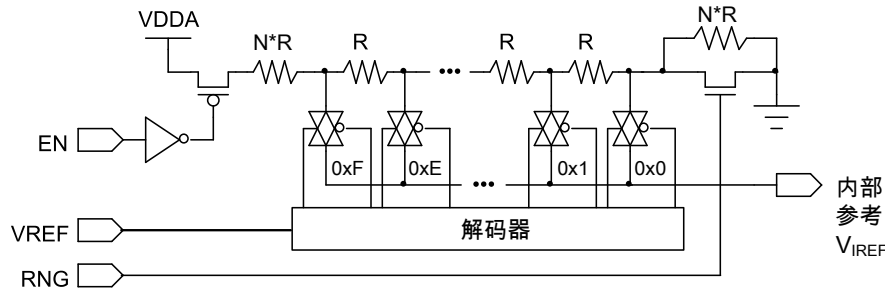 VDDA
N*R
R
R
R
N*R
EN
0xF
0xE
•••
0x1
0x0
•••
内部
参考
VIREF
VREF
解码器
RNG